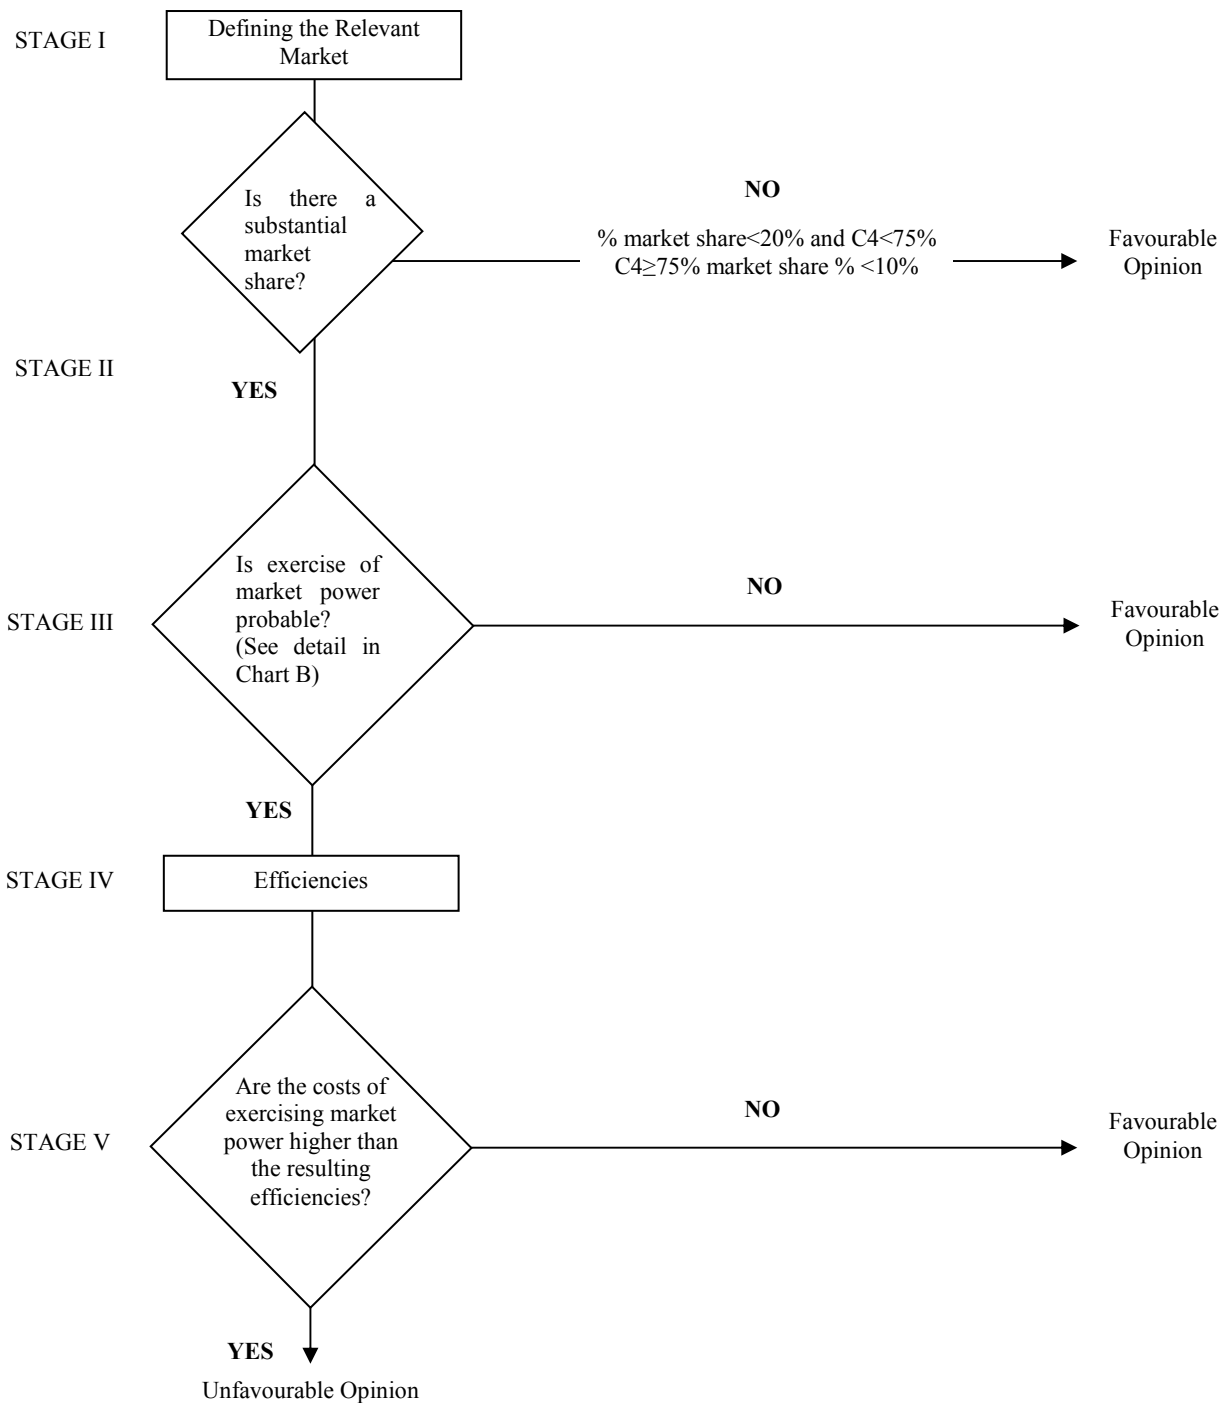 STAGE I
Defining the Relevant
Market
Is there a
substantial
market
share?
NO
% market share<20% and C4<75%
C4≥75% market share % <10%
Favourable
Opinion
STAGE II
YES
STAGE III
Is exercise of
market power
probable?
(See detail in
Chart B)
NO
Favourable
Opinion
YES
STAGE IV
Efficiencies
STAGE V
Are the costs of
exercising market
power higher than
the resulting
efficiencies?
NO
Favourable
Opinion
YES
Unfavourable Opinion